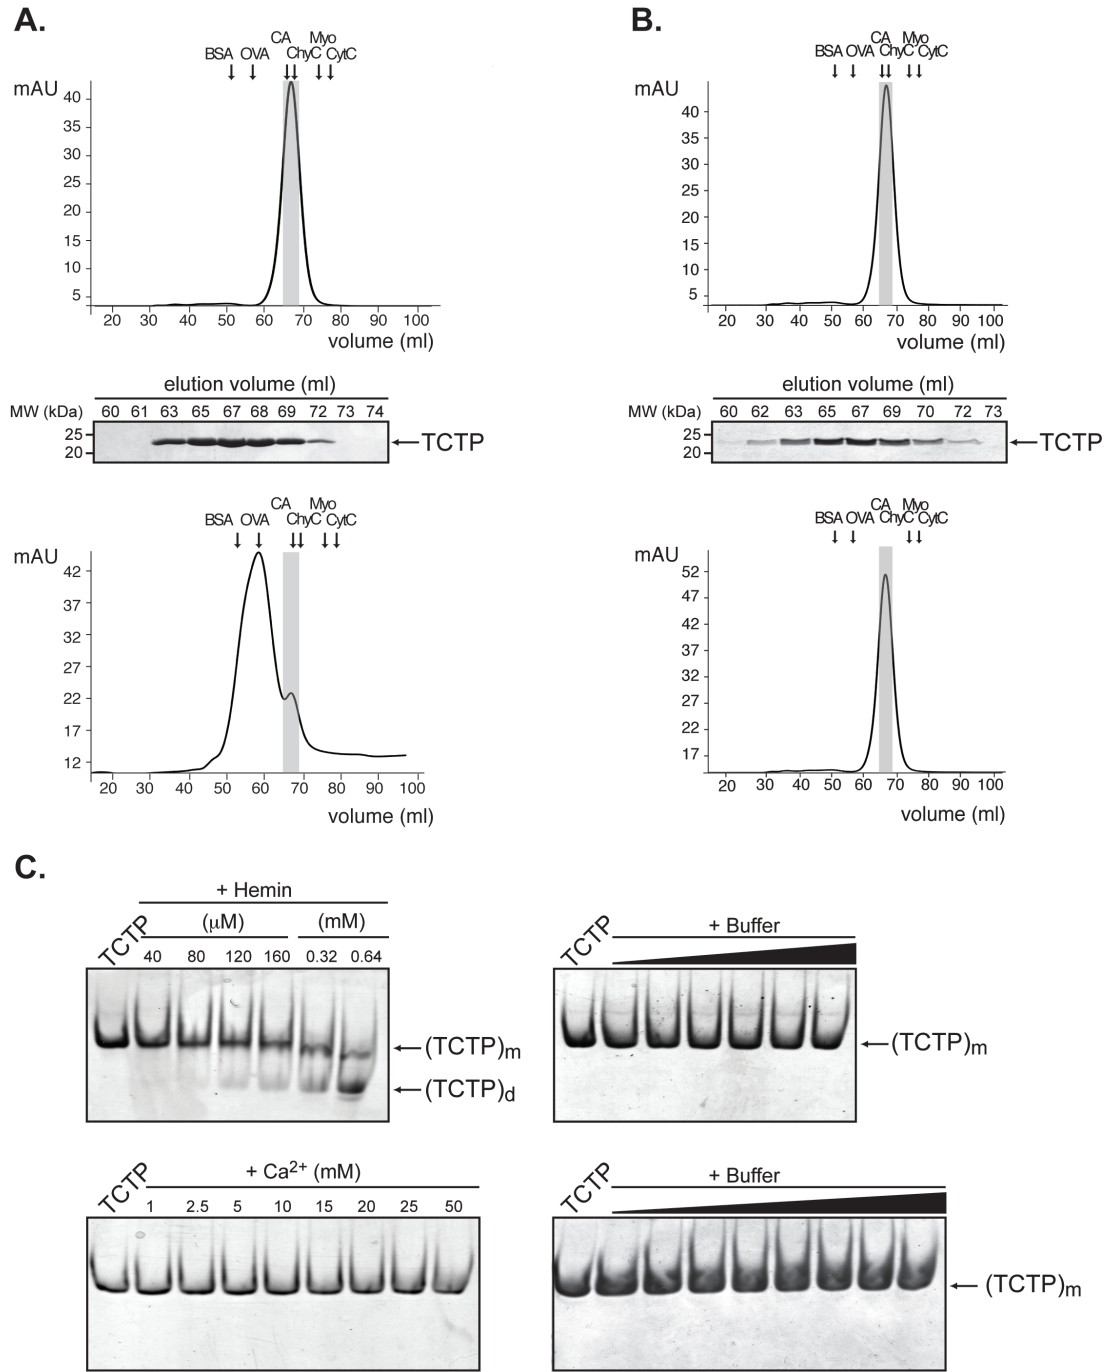 A.
CA Myo
BSA OVA ChyC CytC
mAU
40
35
30
25
20
15
10
5
20 30 40 50 60 70 80 90 100
volume (ml)
elution volume (ml)
MW (kDa) 60 61 63 65 67 68 69 72 73 74
25
20
TCTP
CA Myo
BSA OVA ChyC CytC
mAU
42
37
32
27
22
17
12
20 30 40 50 60 70 80 90 100
volume (ml)
B.
CA Myo
BSA OVA ChyC CytC
mAU
40
35
30
25
20
15
10
5
20 30 40 50 60 70 80 90 100
volume (ml)
elution volume (ml)
MW (kDa) 60 62 63 65 67 69 70 72 73
25
20
TCTP
CA Myo
BSA OVA ChyC CytC
mAU
52
47
42
37
32
27
22
17
20 30 40 50 60 70 80 90 100
volume (ml)
C.
+ Hemin
TCTP (μM) (mM)
40 80 120 160 0.32 0.64
(TCTP)m
(TCTP)d
TCTP + Buffer
(TCTP)m
TCTP + Ca2+ (mM)
1 2.5 5 10 15 20 25 50
TCTP + Buffer
(TCTP)m